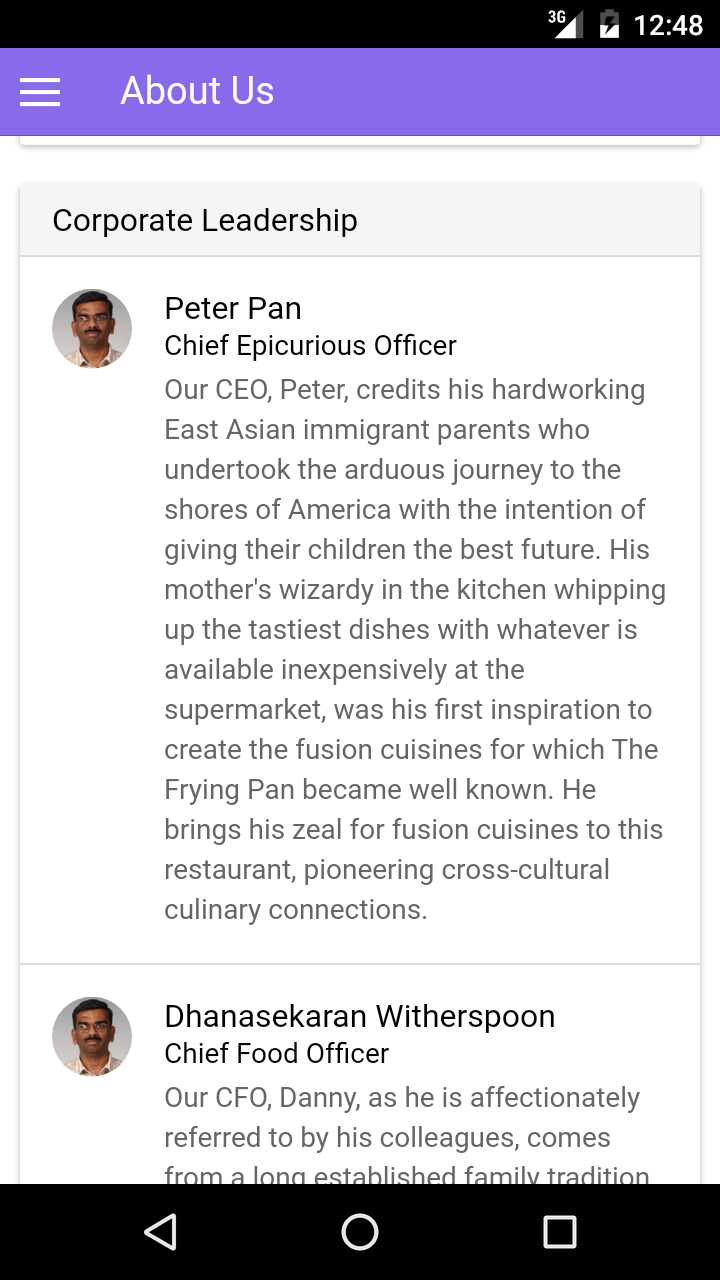 3G 12:48
About Us
Corporate Leadership
Peter Pan
Chief Epicurious Officer
Our CEO, Peter, credits his hardworking
East Asian immigrant parents who
undertook the arduous journey to the
shores of America with the intention of
giving their children the best future. His
mother's wizardy in the kitchen whipping
up the tastiest dishes with whatever is
available inexpensively at the
supermarket, was his first inspiration to
create the fusion cuisines for which The
Frying Pan became well known. He
brings his zeal for fusion cuisines to this
restaurant, pioneering cross-cultural
culinary connections.
Dhanasekaran Witherspoon
Chief Food Officer
Our CFO, Danny, as he is affectionately
referred to by his colleagues, comes
from a long established family tradition